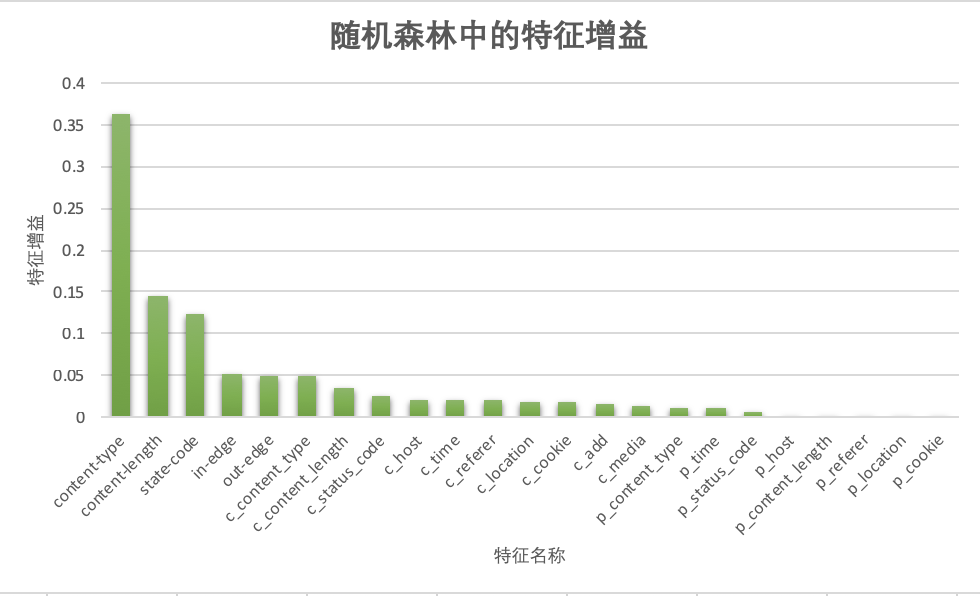 随机森林中的特征增益
0.4
0.35
0.3
0.25
0.2
0.15
0.1
0.05
0
特征增益
content-type
content-length
state-code
in-edge
out-edge
c_content_type
c_content_length
c_status_code
c_host
c_time
c_referer
c_location
c_cookie
c_add
c_media
p_content_type
p_time
p_status_code
p_host
p_content_length
p_referer
p_location
p_cookie
特征名称